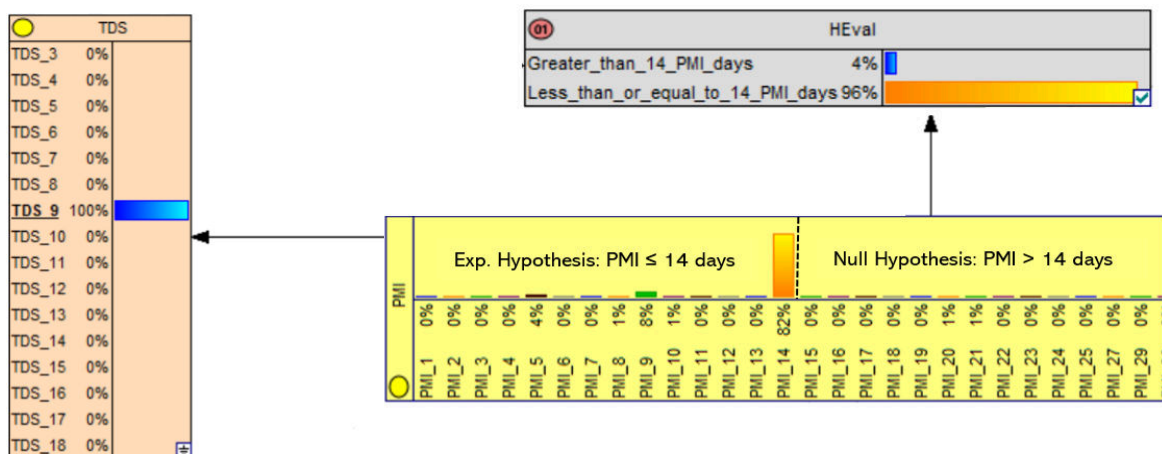 TDS
TDS_3 0%
TDS_4 0%
TDS_5 0%
TDS_6 0%
TDS_7 0%
TDS_8 0%
TDS_9 100%
TDS_10 0%
TDS_11 0%
TDS_12 0%
TDS_13 0%
TDS_14 0%
TDS_15 0%
TDS_16 0%
TDS_17 0%
TDS_18 0%
01 HEval
Greater_than_14_PMI_days 4%
Less_than_or_equal_to_14_PMI_days 96%
Exp. Hypothesis: PMI ≤ 14 days
Null Hypothesis: PMI > 14 days
PMI
PMI_1 0%
PMI_2 0%
PMI_3 0%
PMI_4 0%
PMI_5 4%
PMI_6 0%
PMI_7 0%
PMI_8 1%
PMI_9 8%
PMI_10 1%
PMI_11 0%
PMI_12 0%
PMI_13 0%
PMI_14 82%
PMI_15 0%
PMI_16 0%
PMI_17 0%
PMI_18 0%
PMI_19 0%
PMI_20 1%
PMI_21 1%
PMI_22 0%
PMI_23 0%
PMI_24 0%
PMI_25 0%
PMI_27 0%
PMI_29 0%